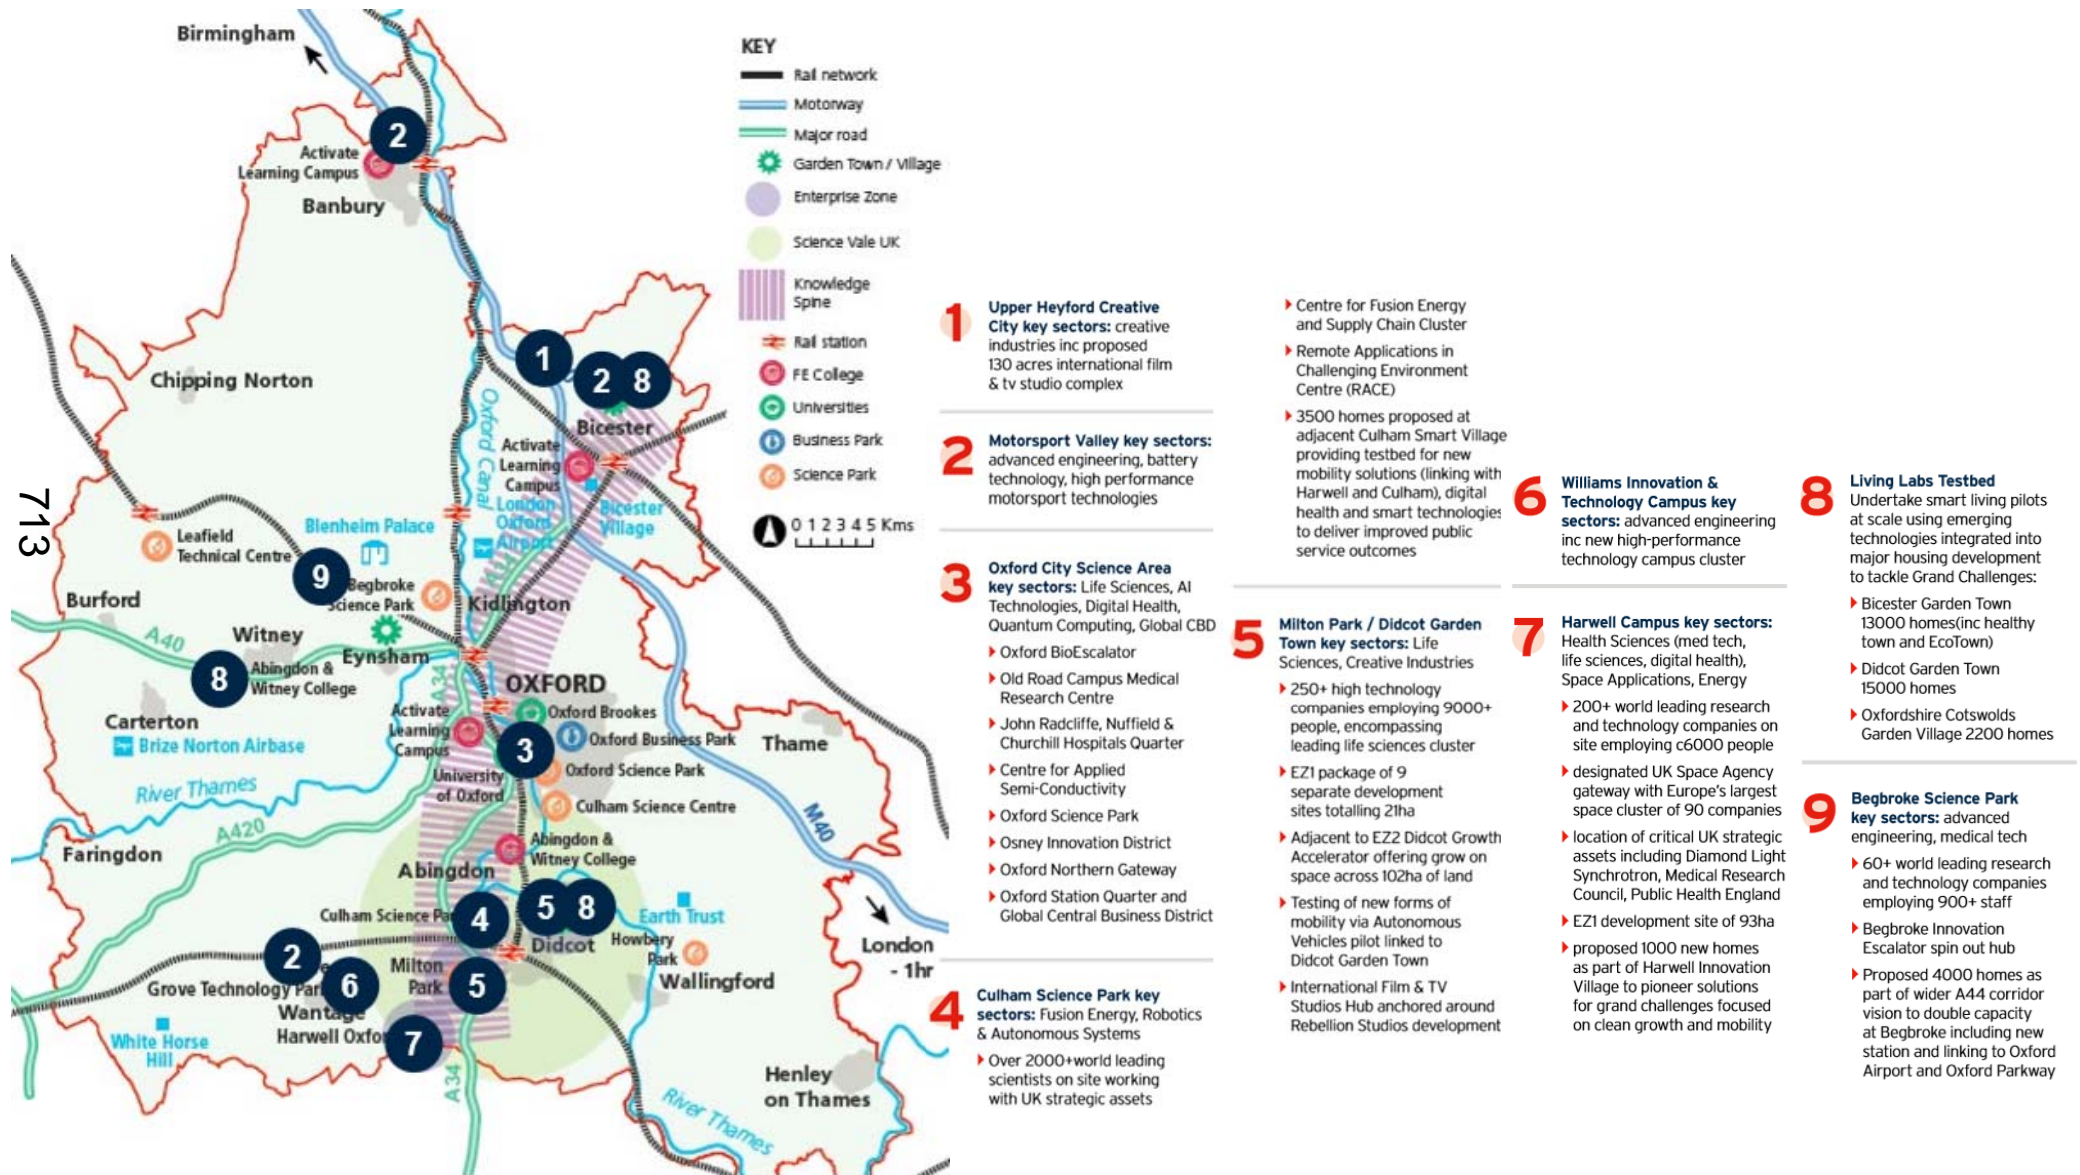 Birmingham
Activate
Learning Campus
Banbury
Chipping Norton
Oxford Canal
Bicester
Activate
Learning
Campus
London
Oxford
Airport
Bicester
Village
Blenheim Palace
Leafield
Technical Centre
Begbroke
Science Park
Kidlington
Burford
A40
Witney
Eynsham
Abingdon &
Witney College
A34
OXFORD
Oxford Brookes
Oxford Business Park
Activate
Learning
Campus
Carterton
Brize Norton Airbase
Thame
Oxford Science Park
University
of Oxford
Culham Science Centre
River Thames
A420
M40
Faringdon
Abingdon &
Witney College
Abingdon
Culham Science Par
Earth Trust
Didcot
Howbery
Park
London
- 1hr
Milton
Park
Wallingford
Grove Technology Par
Wantage
Harwell Oxfo
White Horse
Hill
A34
Henley
on Thames
River Thames
2
1
2 8
9
8
3
4
5 8
2
6
5
7
713
KEY
Rail network
Motorway
Major road
Garden Town / Village
Enterprise Zone
Science Vale UK
Knowledge
Spine
Rail station
FE College
Universities
Business Park
Science Park
0 1 2 3 4 5 Kms
1
Upper Heyford Creative
City key sectors: creative
industries inc proposed
130 acres international film
& tv studio complex
2
Motorsport Valley key sectors:
advanced engineering, battery
technology, high performance
motorsport technologies
3
Oxford City Science Area
key sectors: Life Sciences, AI
Technologies, Digital Health,
Quantum Computing, Global CBD
Oxford BioEscalator
Old Road Campus Medical
Research Centre
John Radcliffe, Nuffield &
Churchill Hospitals Quarter
Centre for Applied
Semi-Conductivity
Oxford Science Park
Osney Innovation District
Oxford Northern Gateway
Oxford Station Quarter and
Global Central Business District
4
Culham Science Park key
sectors: Fusion Energy, Robotics
& Autonomous Systems
Over 2000+world leading
scientists on site working
with UK strategic assets
Centre for Fusion Energy
and Supply Chain Cluster
Remote Applications in
Challenging Environment
Centre (RACE)
3500 homes proposed at
adjacent Culham Smart Village
providing testbed for new
mobility solutions (linking with
Harwell and Culham), digital
health and smart technologies
to deliver improved public
service outcomes
5
Milton Park / Didcot Garden
Town key sectors: Life
Sciences, Creative Industries
250+ high technology
companies employing 9000+
people, encompassing
leading life sciences cluster
EZ1 package of 9
separate development
sites totalling 21ha
Adjacent to EZ2 Didcot Growth
Accelerator offering grow on
space across 102ha of land
Testing of new forms of
mobility via Autonomous
Vehicles pilot linked to
Didcot Garden Town
International Film & TV
Studios Hub anchored around
Rebellion Studios development
6
Williams Innovation &
Technology Campus key
sectors: advanced engineering
inc new high-performance
technology campus cluster
7
Harwell Campus key sectors:
Health Sciences (med tech,
life sciences, digital health),
Space Applications, Energy
200+ world leading research
and technology companies on
site employing c6000 people
designated UK Space Agency
gateway with Europe's largest
space cluster of 90 companies
location of critical UK strategic
assets including Diamond Light
Synchrotron, Medical Research
Council, Public Health England
EZ1 development site of 93ha
proposed 1000 new homes
as part of Harwell Innovation
Village to pioneer solutions
for grand challenges focused
on clean growth and mobility
8
Living Labs Testbed
Undertake smart living pilots
at scale using emerging
technologies integrated into
major housing development
to tackle Grand Challenges:
Bicester Garden Town
13000 homes(inc healthy
town and EcoTown)
Didcot Garden Town
15000 homes
Oxfordshire Cotswolds
Garden Village 2200 homes
9
Begbroke Science Park
key sectors: advanced
engineering, medical tech
60+ world leading research
and technology companies
employing 900+ staff
Begbroke Innovation
Escalator spin out hub
Proposed 4000 homes as
part of wider A44 corridor
vision to double capacity
at Begbroke including new
station and linking to Oxford
Airport and Oxford Parkway